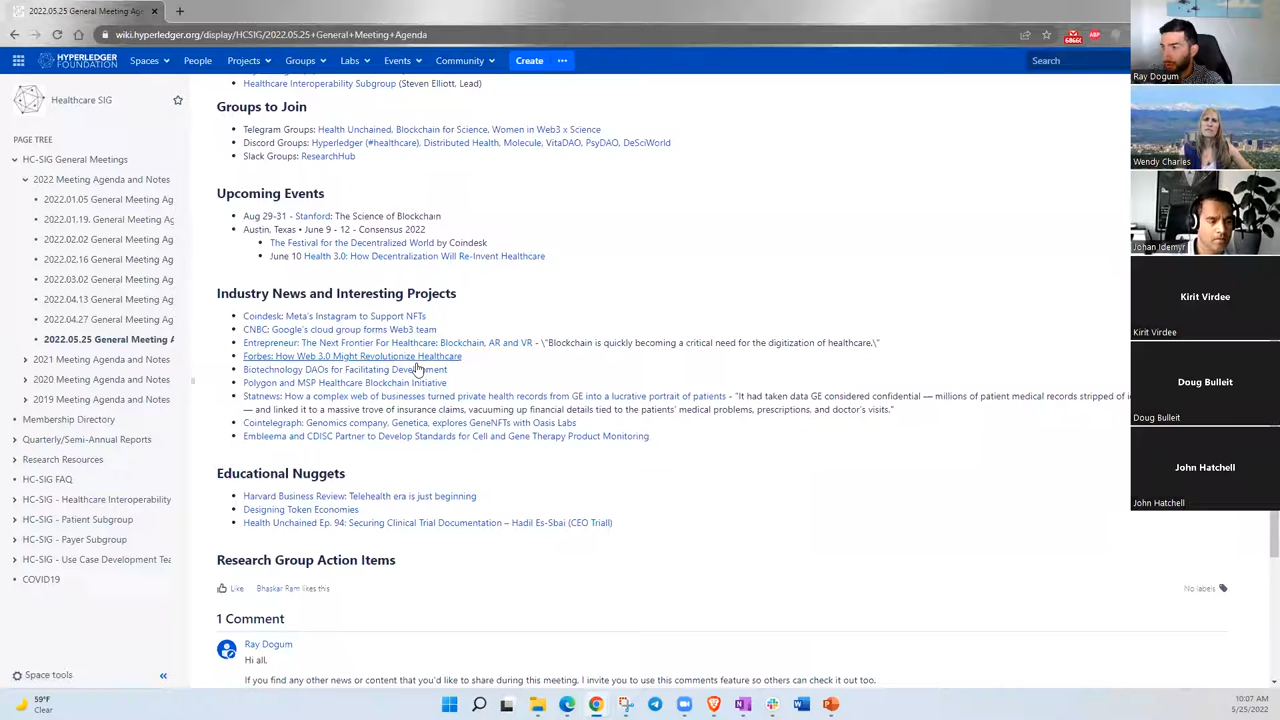 2022.05.25 General Meeting Age
wiki.hyperledger.org/display/HCSIG/2022.05.25+General+Meeting+Agenda
ABP
HYPERLEDGER
FOUNDATION
Spaces People Projects Groups Labs Events Community Create ••• Search
Healthcare SIG
PAGE TREE
HC-SIG General Meetings
2022 Meeting Agenda and Notes
2022.01.05 General Meeting Ag
2022.01.19. General Meeting Ag
2022.02.02 General Meeting Ag
2022.02.16 General Meeting Ag
2022.03.02 General Meeting Ag
2022.04.13 General Meeting Ag
2022.04.27 General Meeting Ag
2022.05.25 General Meeting A
2021 Meeting Agenda and Notes
2020 Meeting Agenda and Notes
2019 Meeting Agenda and Notes
Membership Directory
Quarterly/Semi-Annual Reports
Research Resources
HC-SIG FAQ
HC-SIG - Healthcare Interoperability
HC-SIG - Patient Subgroup
HC-SIG - Payer Subgroup
HC-SIG - Use Case Development Tea
COVID19
Space tools
Healthcare Interoperability Subgroup (Steven Elliott, Lead)
Groups to Join
Telegram Groups: Health Unchained, Blockchain for Science, Women in Web3 x Science
Discord Groups: Hyperledger (#healthcare), Distributed Health, Molecule, VitaDAO, PsyDAO, DeSciWorld
Slack Groups: ResearchHub
Upcoming Events
Aug 29-31 - Stanford: The Science of Blockchain
Austin, Texas • June 9 - 12 - Consensus 2022
The Festival for the Decentralized World by Coindesk
June 10 Health 3.0: How Decentralization Will Re-Invent Healthcare
Industry News and Interesting Projects
Coindesk: Meta's Instagram to Support NFTs
CNBC: Google's cloud group forms Web3 team
Entrepreneur: The Next Frontier For Healthcare: Blockchain, AR and VR - \"Blockchain is quickly becoming a critical need for the digitization of healthcare.\"
Forbes: How Web 3.0 Might Revolutionize Healthcare
Biotechnology DAOs for Facilitating Development
Polygon and MSP Healthcare Blockchain Initiative
Statnews: How a complex web of businesses turned private health records from GE into a lucrative portrait of patients - "It had taken data GE considered confidential — millions of patient medical records stripped of i
— and linked it to a massive trove of insurance claims, vacuuming up financial details tied to the patients' medical problems, prescriptions, and doctor's visits."
Cointelegraph: Genomics company, Genetica, explores GeneNFTs with Oasis Labs
Embleema and CDISC Partner to Develop Standards for Cell and Gene Therapy Product Monitoring
Educational Nuggets
Harvard Business Review: Telehealth era is just beginning
Designing Token Economies
Health Unchained Ep. 94: Securing Clinical Trial Documentation – Hadil Es-Sbai (CEO Triall)
Research Group Action Items
Like Bhaskar Ram likes this No labels
1 Comment
Ray Dogum
Hi all,
If you find any other news or content that you'd like to share during this meeting, I invite you to use this comments feature so others can check it out too.
Ray Dogum
Wendy Charles
Johan Idemyr
Kirit Virdee
Kirit Virdee
Doug Bulleit
Doug Bulleit
John Hatchell
John Hatchell
59°F
Clear
10:07 AM
5/25/2022